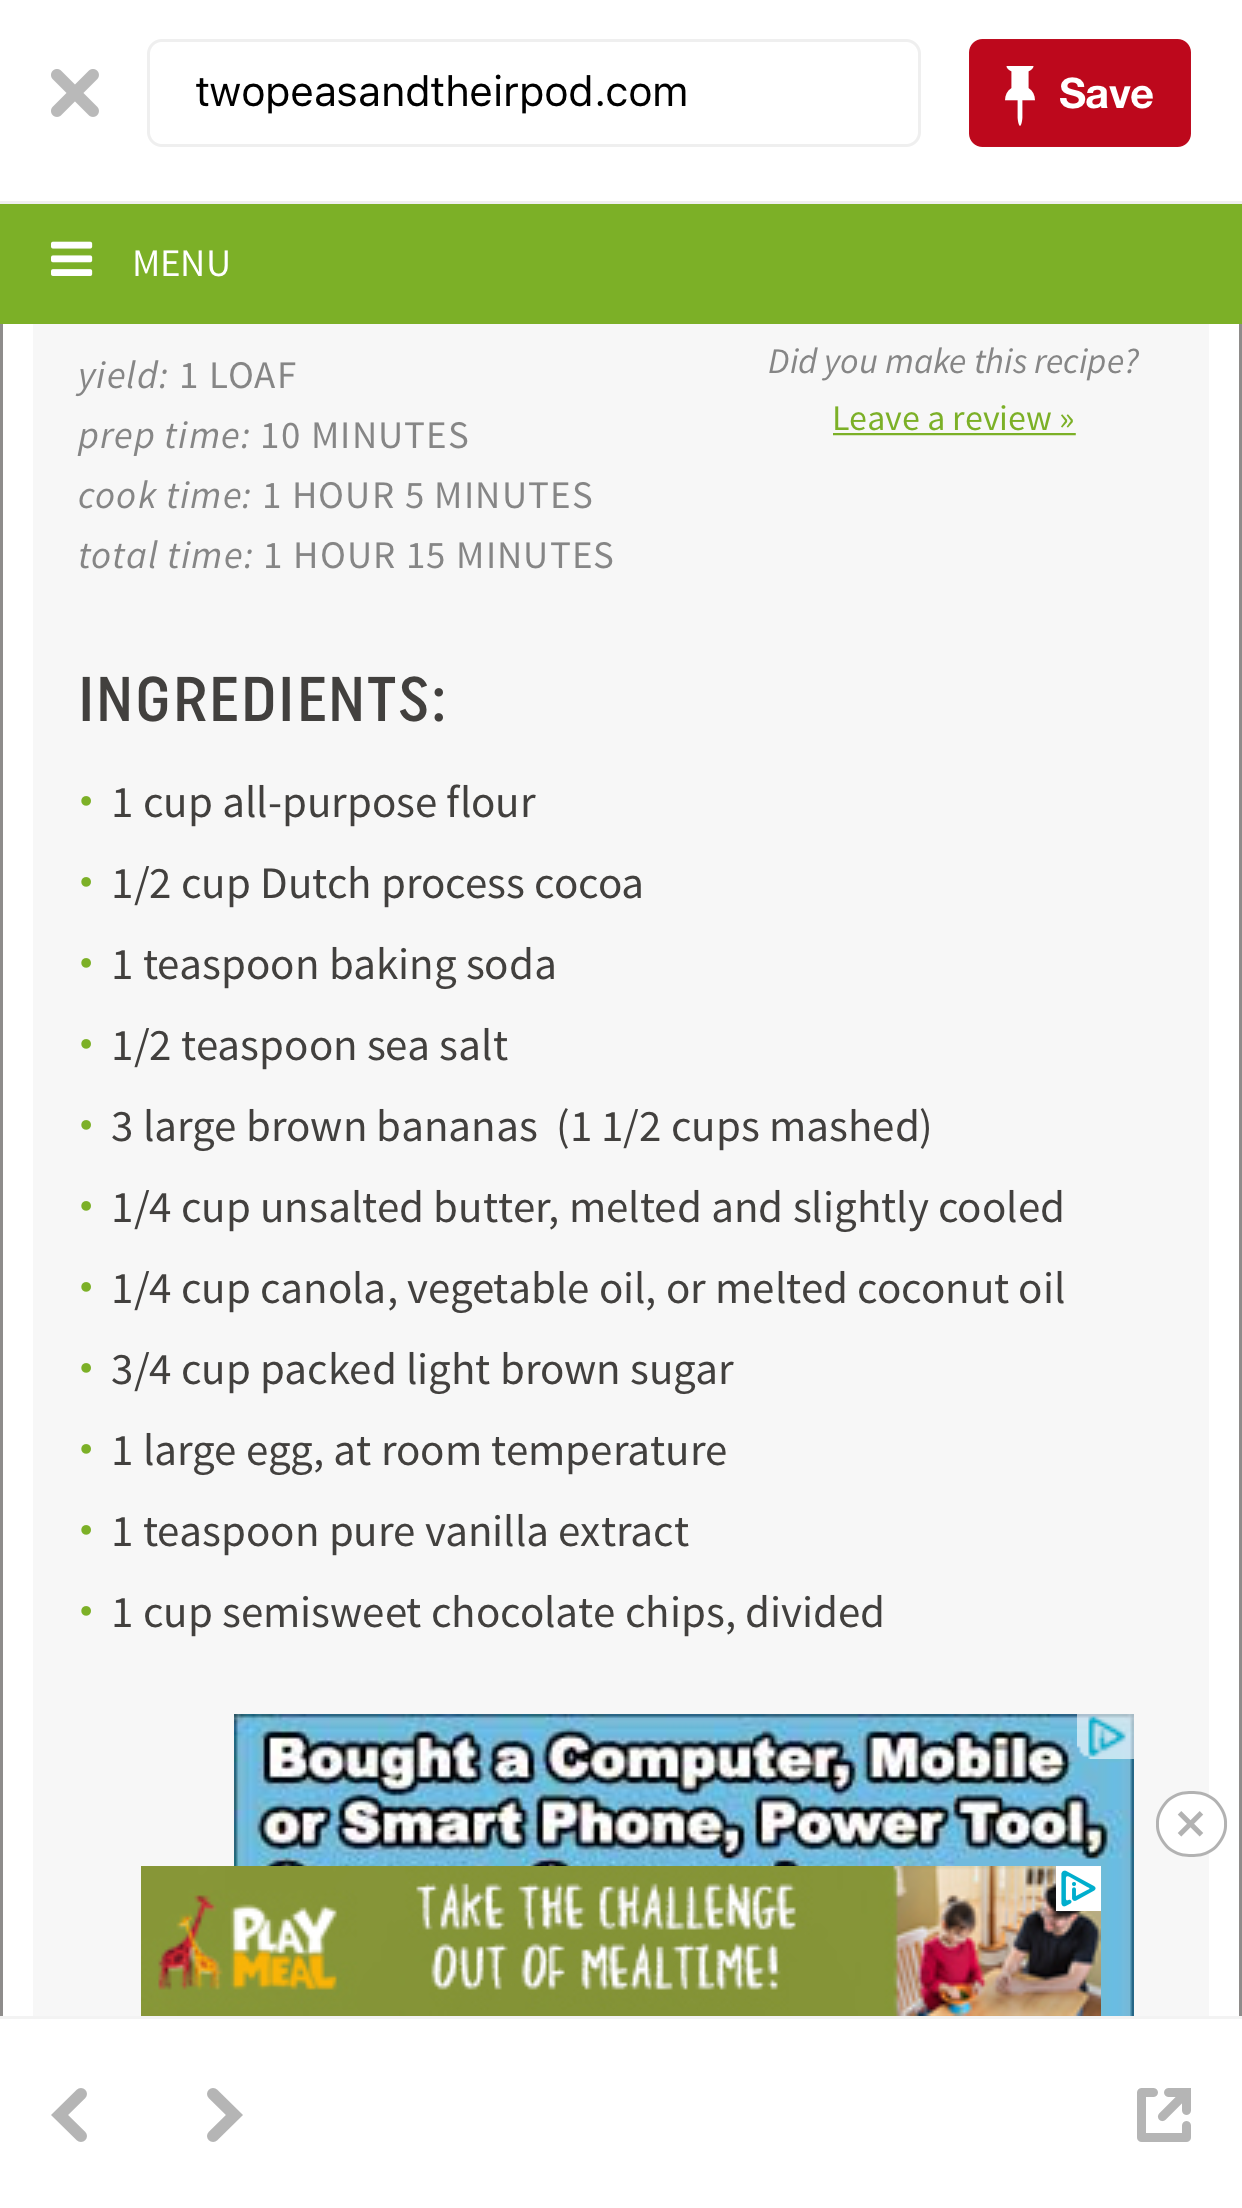 twopeasandtheirpod.com
Save
MENU
yield: 1 LOAF
prep time: 10 MINUTES
cook time: 1 HOUR 5 MINUTES
total time: 1 HOUR 15 MINUTES
Did you make this recipe?
Leave a review »
INGREDIENTS:
• 1 cup all-purpose flour
• 1/2 cup Dutch process cocoa
• 1 teaspoon baking soda
• 1/2 teaspoon sea salt
• 3 large brown bananas  (1 1/2 cups mashed)
• 1/4 cup unsalted butter, melted and slightly cooled
• 1/4 cup canola, vegetable oil, or melted coconut oil
• 3/4 cup packed light brown sugar
• 1 large egg, at room temperature
• 1 teaspoon pure vanilla extract
• 1 cup semisweet chocolate chips, divided
Bought a Computer, Mobile
or Smart Phone, Power Tool,
PLAY
MEAL
TAKE THE CHALLENGE
OUT OF MEALTIME!